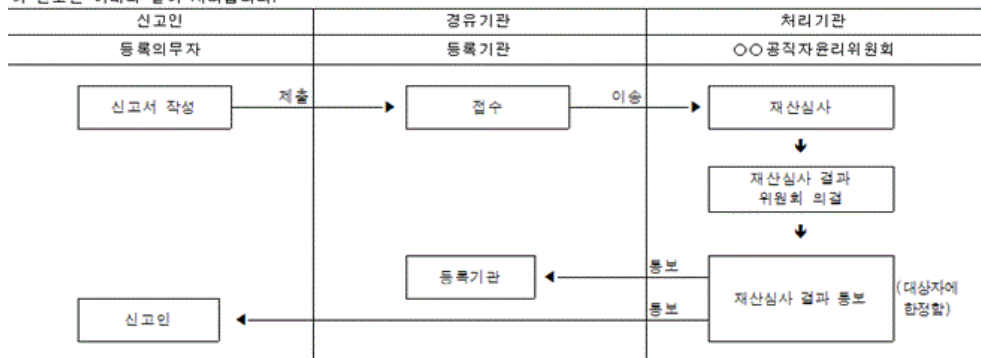 신고인 경유기관 처리기관
등록의무자 등록기관 ○○공직자윤리위원회
신고서 작성 제출 접수 이송 재산심사
재산심사 결과
위원회 의결
등록기관 통보
재산심사 결과 통보 (대상자에
한정함)
신고인 통보